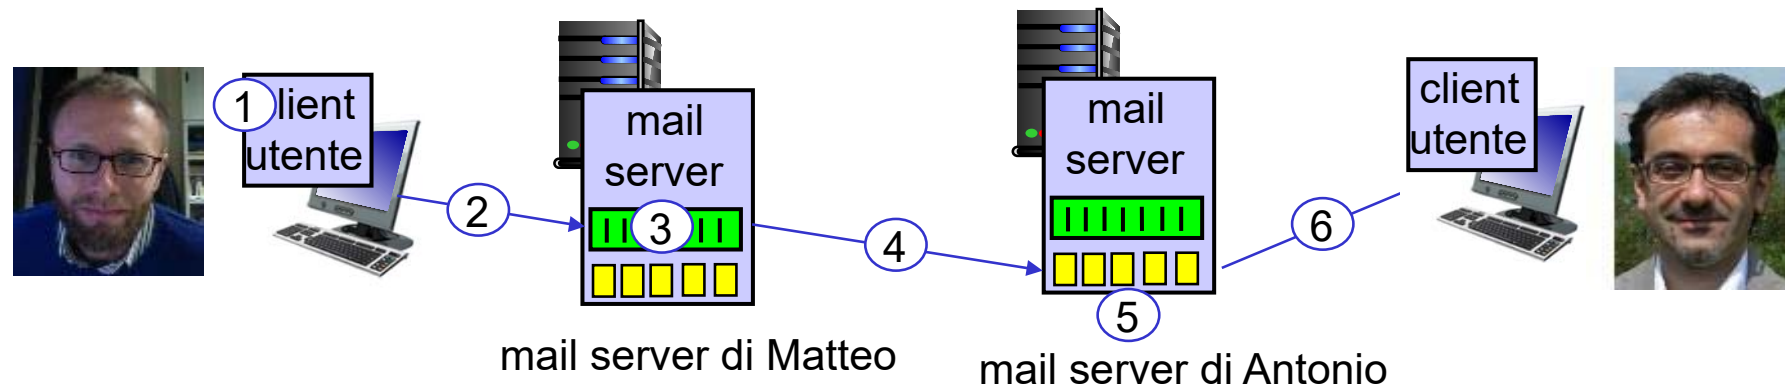 1
lient
utente
2
mail
server
3
mail server di Matteo
4
mail
server
5
mail server di Antonio
6
client
utente